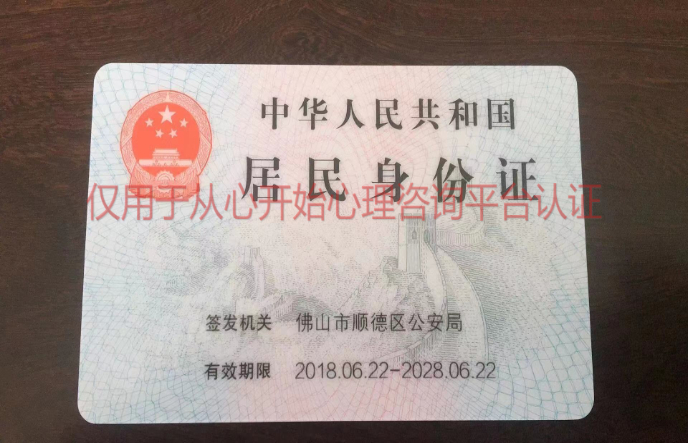 中华人民共和国
居民身份证
仅用于从心开始心理咨询平台认证
签发机关 佛山市顺德区公安局
有效期限 2018.06.22-2028.06.22